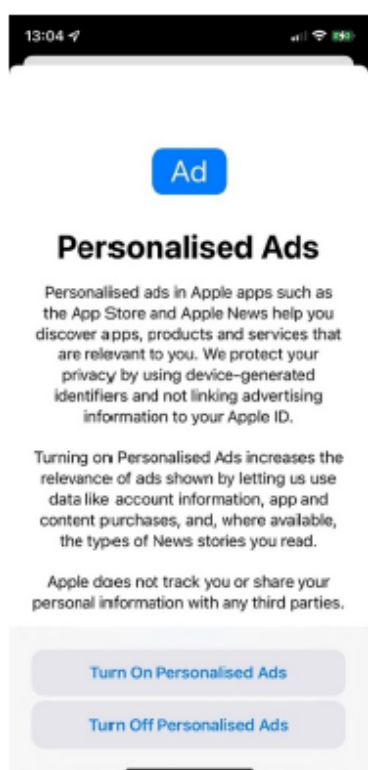 13:04
Ad
Personalised Ads
Personalised ads in Apple apps such as
the App Store and Apple News help you
discover apps, products and services that
are relevant to you. We protect your
privacy by using device-generated
identifiers and not linking advertising
information to your Apple ID.
Turning on Personalised Ads increases the
relevance of ads shown by letting us use
data like account information, app and
content purchases, and, where available,
the types of News stories you read.
Apple does not track you or share your
personal information with any third parties.
Turn On Personalised Ads
Turn Off Personalised Ads